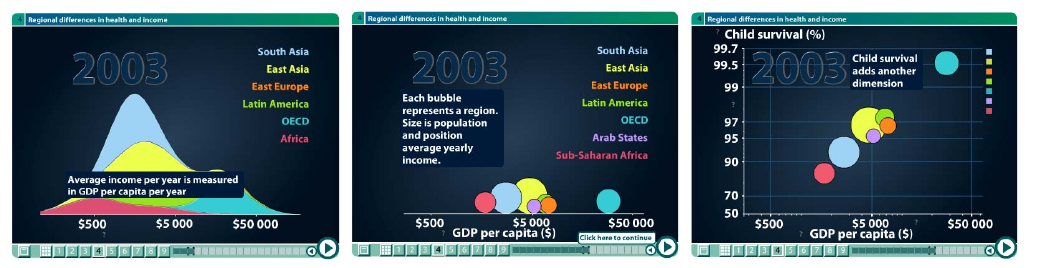 4 Regional differences in health and income
2003
South Asia
East Asia
East Europe
Latin America
OECD
Africa
Average income per year is measured
in GDP per capita per year
$500 $5 000 $50 000
?
1 2 3 4 5 6 7 8 9
4 Regional differences in health and income
2003
South Asia
East Asia
East Europe
Latin America
OECD
Arab States
Sub-Saharan Africa
Each bubble
represents a region.
Size is population
and position
average yearly
income.
$500 $5 000 $50 000
? GDP per capita ($)
Click here to continue
1 2 3 4 5 6 7 8 9
4 Regional differences in health and income
? Child survival (%)
2003
Child survival
adds another
dimension
99.7
99.5
99
?
97
95
90
70
50
$500 $5 000 $50 000
? GDP per capita ($) ?
1 2 3 4 5 6 7 8 9